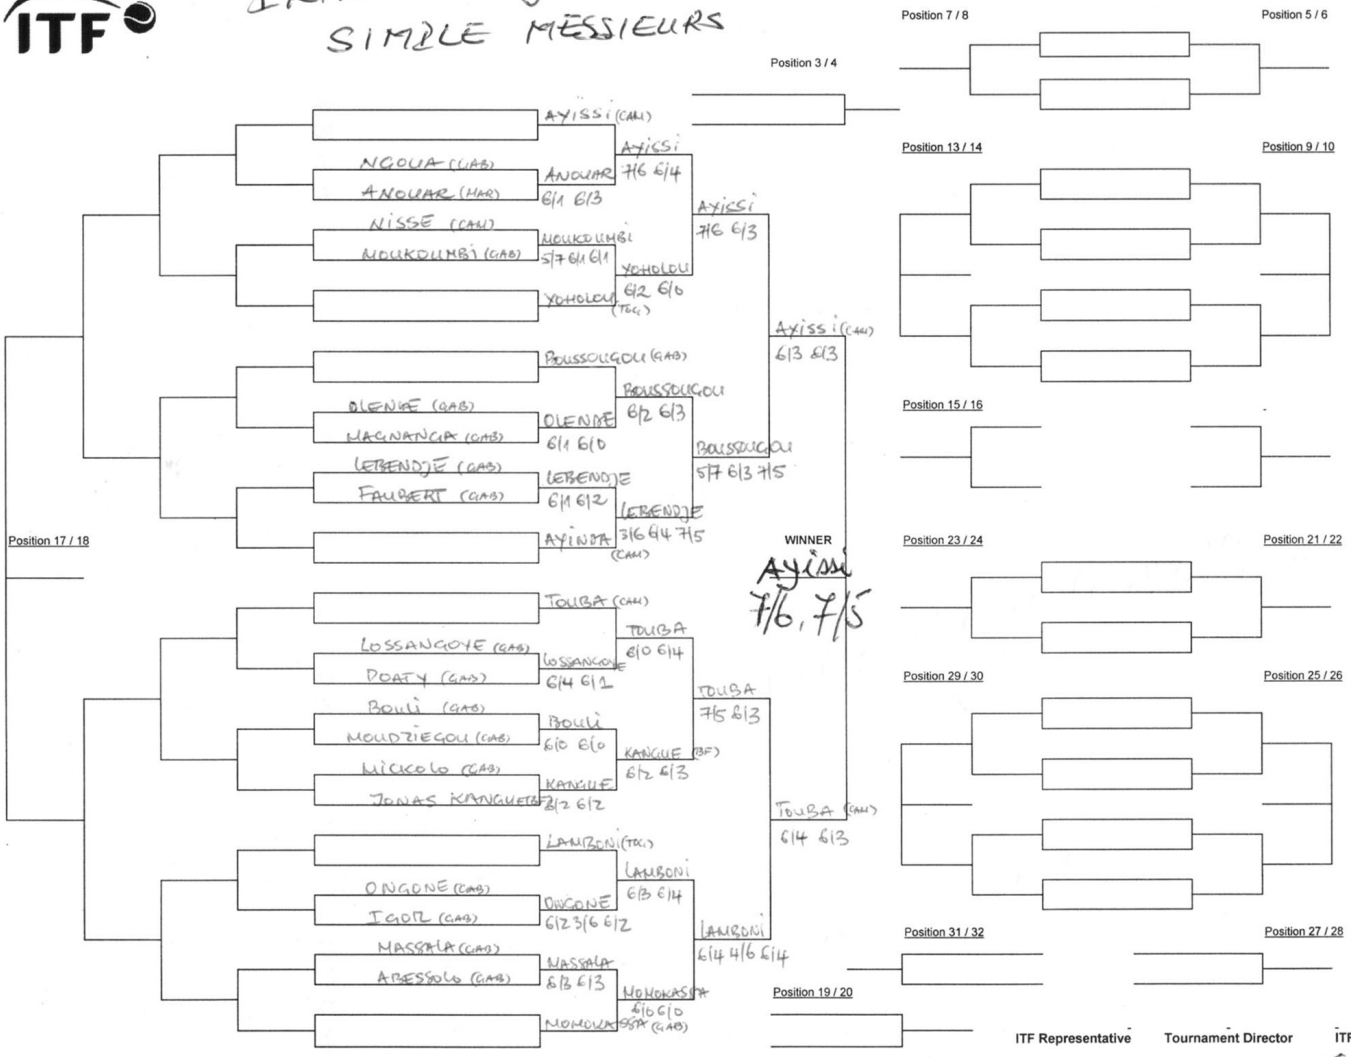 ITF
SIMPLE MESSIEURS
Position 7 / 8
Position 5 / 6
Position 3 / 4
Position 13 / 14
Position 9 / 10
Position 15 / 16
Position 17 / 18
Position 23 / 24
Position 21 / 22
Position 29 / 30
Position 25 / 26
Position 31 / 32
Position 27 / 28
Position 19 / 20
NGOUA (GAB)
ANOUAR (MAR)
NISSE (CAM)
MOUKOUMBI (GAB)
OLENDE (GAB)
MAGNANGA (GAB)
LEBENDJE (GAB)
FAUBERT (GAB)
LOSSANGOYE (GAB)
DOATY (GAB)
BOULI (GAB)
MOUDZIEGOU (GAB)
MICKOLO (GAB)
JONAS KANGUE (BF)
ONGONE (GAB)
IGOR (GAB)
MASSALA (GAB)
ABESSOLO (GAB)
AYISSI (CAM)
ANOUAR
6/1 6/3
MOUKOUMBI
5/7 6/1 6/1
YOHOLOU
(TOG)
BOUSSOUGOU (GAB)
OLENDE
6/1 6/0
LEBENDJE
6/1 6/2
AYINDA
(CAM)
TOUBA (CAM)
LOSSANGOYE
6/4 6/1
BOULI
6/0 6/0
KANGUE
6/2 6/2
LAMBONI (TOG)
ONGONE
6/2 3/6 6/2
MASSALA
6/3 6/3
MOMOKASSA (GAB)
AYISSI
7/6 6/4
YOHOLOU
6/2 6/0
BOUSSOUGOU
6/2 6/3
LEBENDJE
3/6 6/4 7/5
TOUBA
6/0 6/4
KANGUE (BF)
6/2 6/3
LAMBONI
6/3 6/4
MOMOKASSA
6/0 6/0
AYISSI
7/6 6/3
BOUSSOUGOU
5/7 6/3 7/5
TOUBA
7/5 6/3
LAMBONI
6/4 4/6 6/4
AYISSI (CAM)
6/3 6/3
TOUBA (CAM)
6/4 6/3
WINNER
Ayissi
7/6, 7/5
ITF Representative
Tournament Director